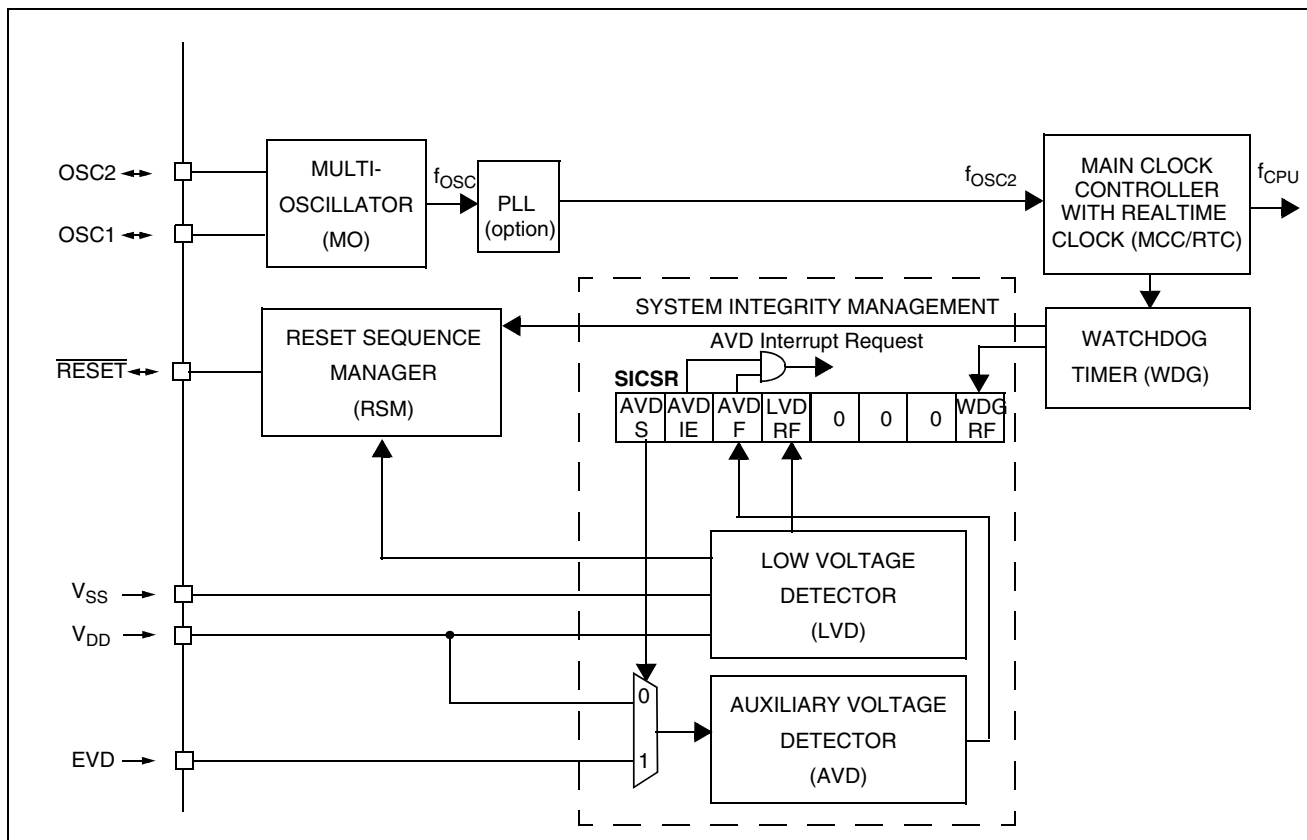 OSC2
OSC1
MULTI-
OSCILLATOR
(MO)
fOSC
PLL
(option)
fOSC2
MAIN CLOCK
CONTROLLER
WITH REALTIME
CLOCK (MCC/RTC)
fCPU
SYSTEM INTEGRITY MANAGEMENT
RESET
RESET SEQUENCE
MANAGER
(RSM)
AVD Interrupt Request
WATCHDOG
TIMER (WDG)
SICSR
AVD S
AVD IE
AVD F
LVD RF
0
0
0
WDG RF
VSS
VDD
LOW VOLTAGE
DETECTOR
(LVD)
0
1
EVD
AUXILIARY VOLTAGE
DETECTOR
(AVD)